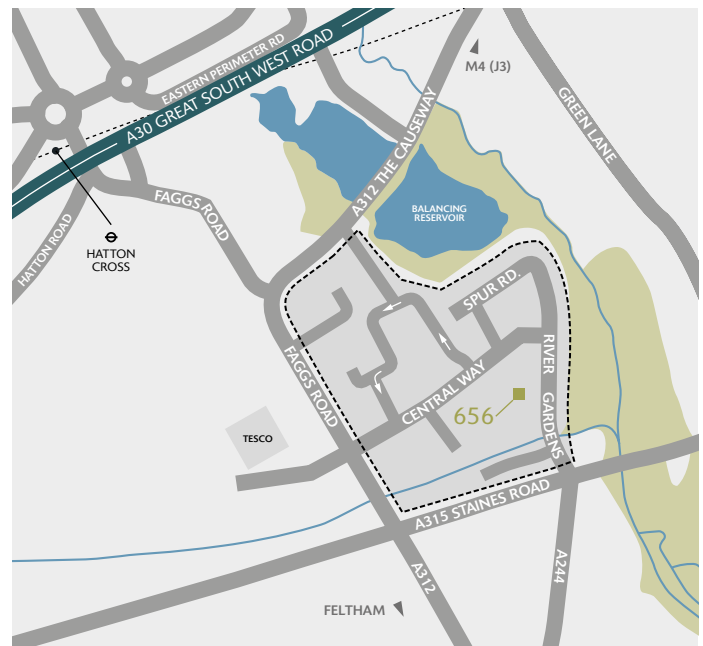 EASTERN PERIMETER RD
A30 GREAT SOUTH WEST ROAD
M4 (J3)
GREEN LANE
A312 THE CAUSEWAY
FAGGS ROAD
BALANCING
RESERVOIR
HATTON ROAD
HATTON
CROSS
SPUR RD.
FAGGS ROAD
RIVER GARDENS
CENTRAL WAY
656
TESCO
A315 STAINES ROAD
A312
A244
FELTHAM